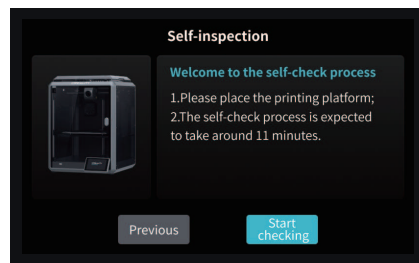 Self-inspection
Welcome to the self-check process
1.Please place the printing platform;
2.The self-check process is expected
to take around 11 minutes.
Previous
Start
checking